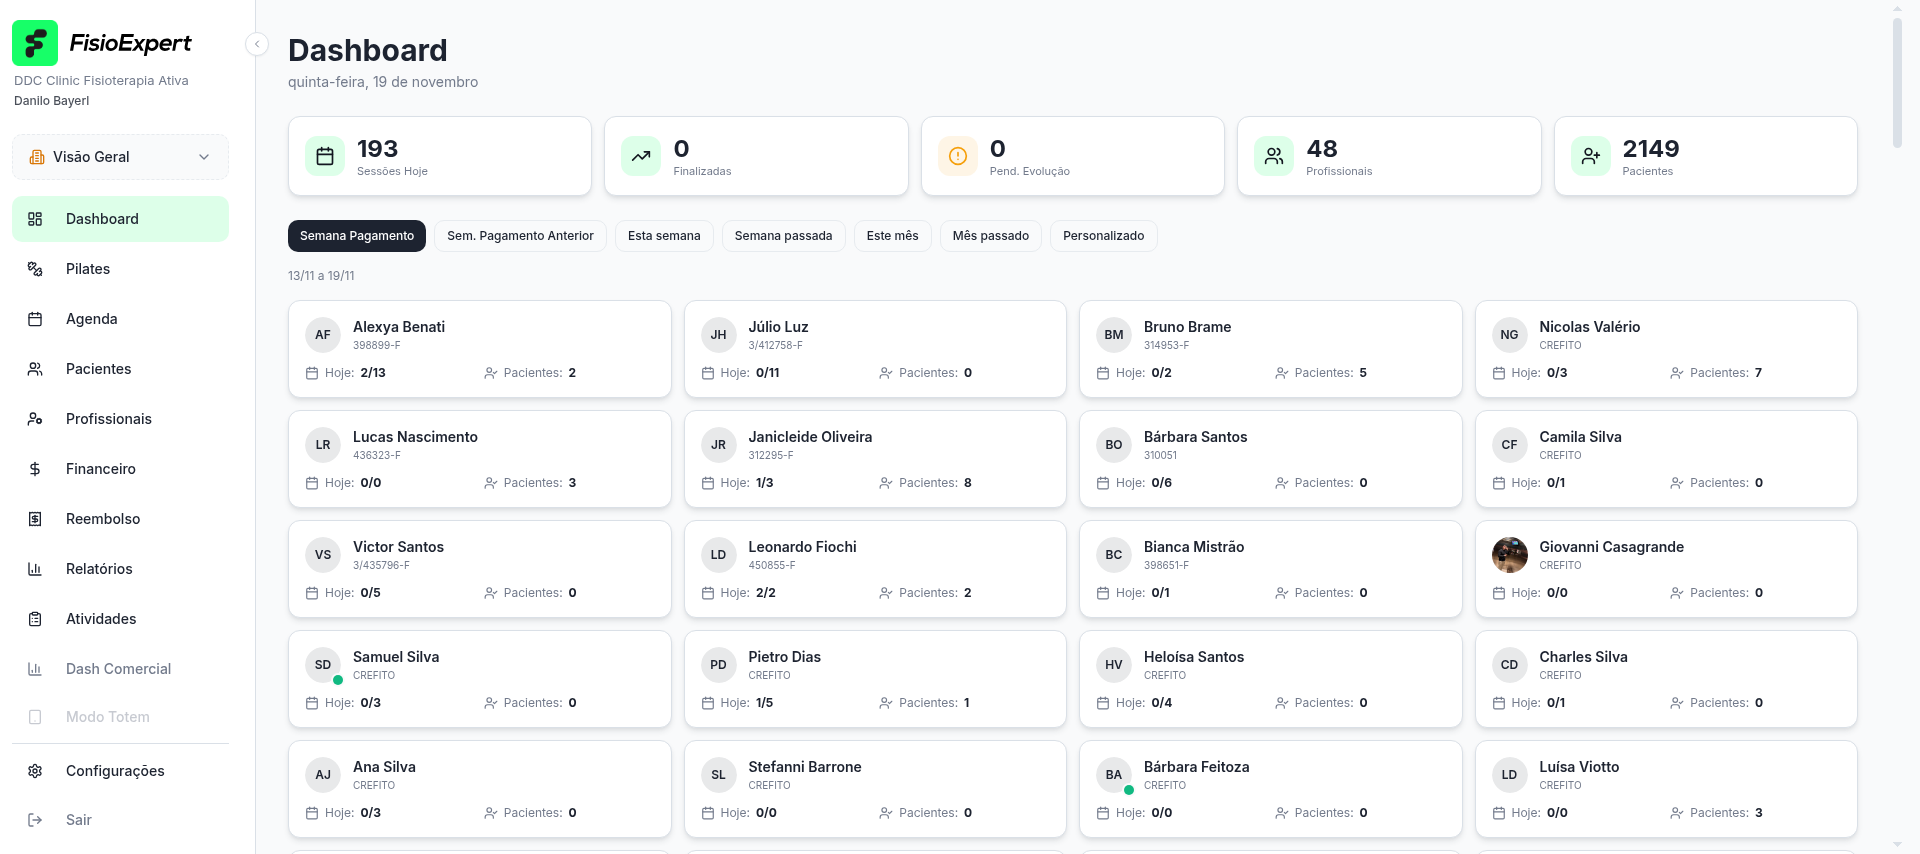 FisioExpert
DDC Clinic Fisioterapia Ativa
Danilo Bayerl
Visão Geral
Dashboard
Pilates
Agenda
Pacientes
Profissionais
Financeiro
Reembolso
Relatórios
Atividades
Dash Comercial
Modo Totem
Configurações
Sair
Dashboard
quinta-feira, 19 de novembro
193
Sessões Hoje
0
Finalizadas
0
Pend. Evolução
48
Profissionais
2149
Pacientes
Semana Pagamento Sem. Pagamento Anterior Esta semana Semana passada Este mês Mês passado Personalizado
13/11 a 19/11
AF
Alexya Benati
398899-F
Hoje: 2/13 Pacientes: 2
JH
Júlio Luz
3/412758-F
Hoje: 0/11 Pacientes: 0
BM
Bruno Brame
314953-F
Hoje: 0/2 Pacientes: 5
NG
Nicolas Valério
CREFITO
Hoje: 0/3 Pacientes: 7
LR
Lucas Nascimento
436323-F
Hoje: 0/0 Pacientes: 3
JR
Janicleide Oliveira
312295-F
Hoje: 1/3 Pacientes: 8
BO
Bárbara Santos
310051
Hoje: 0/6 Pacientes: 0
CF
Camila Silva
CREFITO
Hoje: 0/1 Pacientes: 0
VS
Victor Santos
3/435796-F
Hoje: 0/5 Pacientes: 0
LD
Leonardo Fiochi
450855-F
Hoje: 2/2 Pacientes: 2
BC
Bianca Mistrão
398651-F
Hoje: 0/1 Pacientes: 0
Giovanni Casagrande
CREFITO
Hoje: 0/0 Pacientes: 0
SD
Samuel Silva
CREFITO
Hoje: 0/3 Pacientes: 0
PD
Pietro Dias
CREFITO
Hoje: 1/5 Pacientes: 1
HV
Heloísa Santos
CREFITO
Hoje: 0/4 Pacientes: 0
CD
Charles Silva
CREFITO
Hoje: 0/1 Pacientes: 0
AJ
Ana Silva
CREFITO
Hoje: 0/3 Pacientes: 0
SL
Stefanni Barrone
CREFITO
Hoje: 0/0 Pacientes: 0
BA
Bárbara Feitoza
CREFITO
Hoje: 0/0 Pacientes: 0
LD
Luísa Viotto
CREFITO
Hoje: 0/0 Pacientes: 3